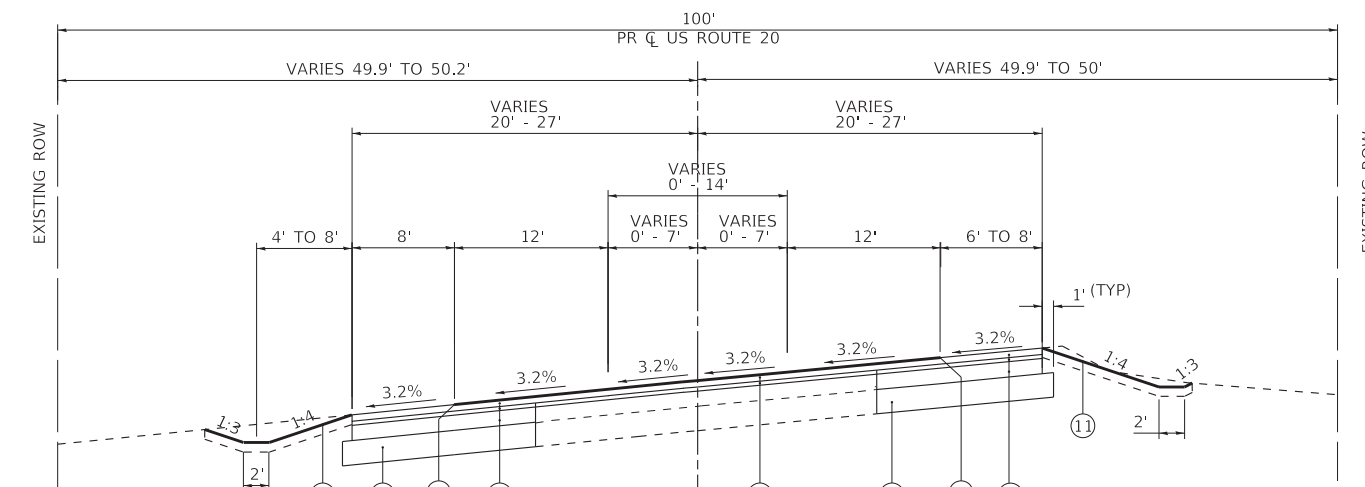 100'
PR ℄ US ROUTE 20
VARIES 49.9' TO 50.2'
VARIES 49.9' TO 50'
VARIES
20' - 27'
VARIES
20' - 27'
EXISTING ROW
EXISTING ROW
VARIES
0' - 14'
4' TO 8'
8'
12'
VARIES
0' - 7'
VARIES
0' - 7'
12'
6' TO 8'
1' (TYP)
3.2%
3.2%
3.2%
3.2%
3.2%
3.2%
1:3
1:4
1:4
1:3
2'
2'
11